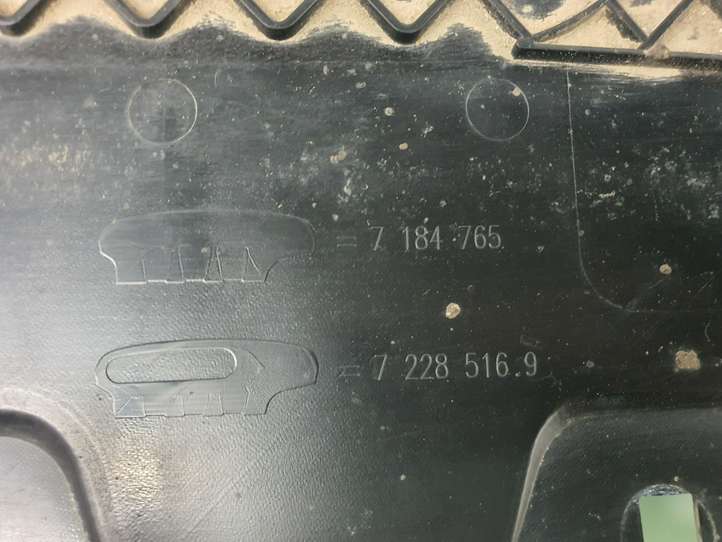 = 7 184 765
= 7 228 516.9